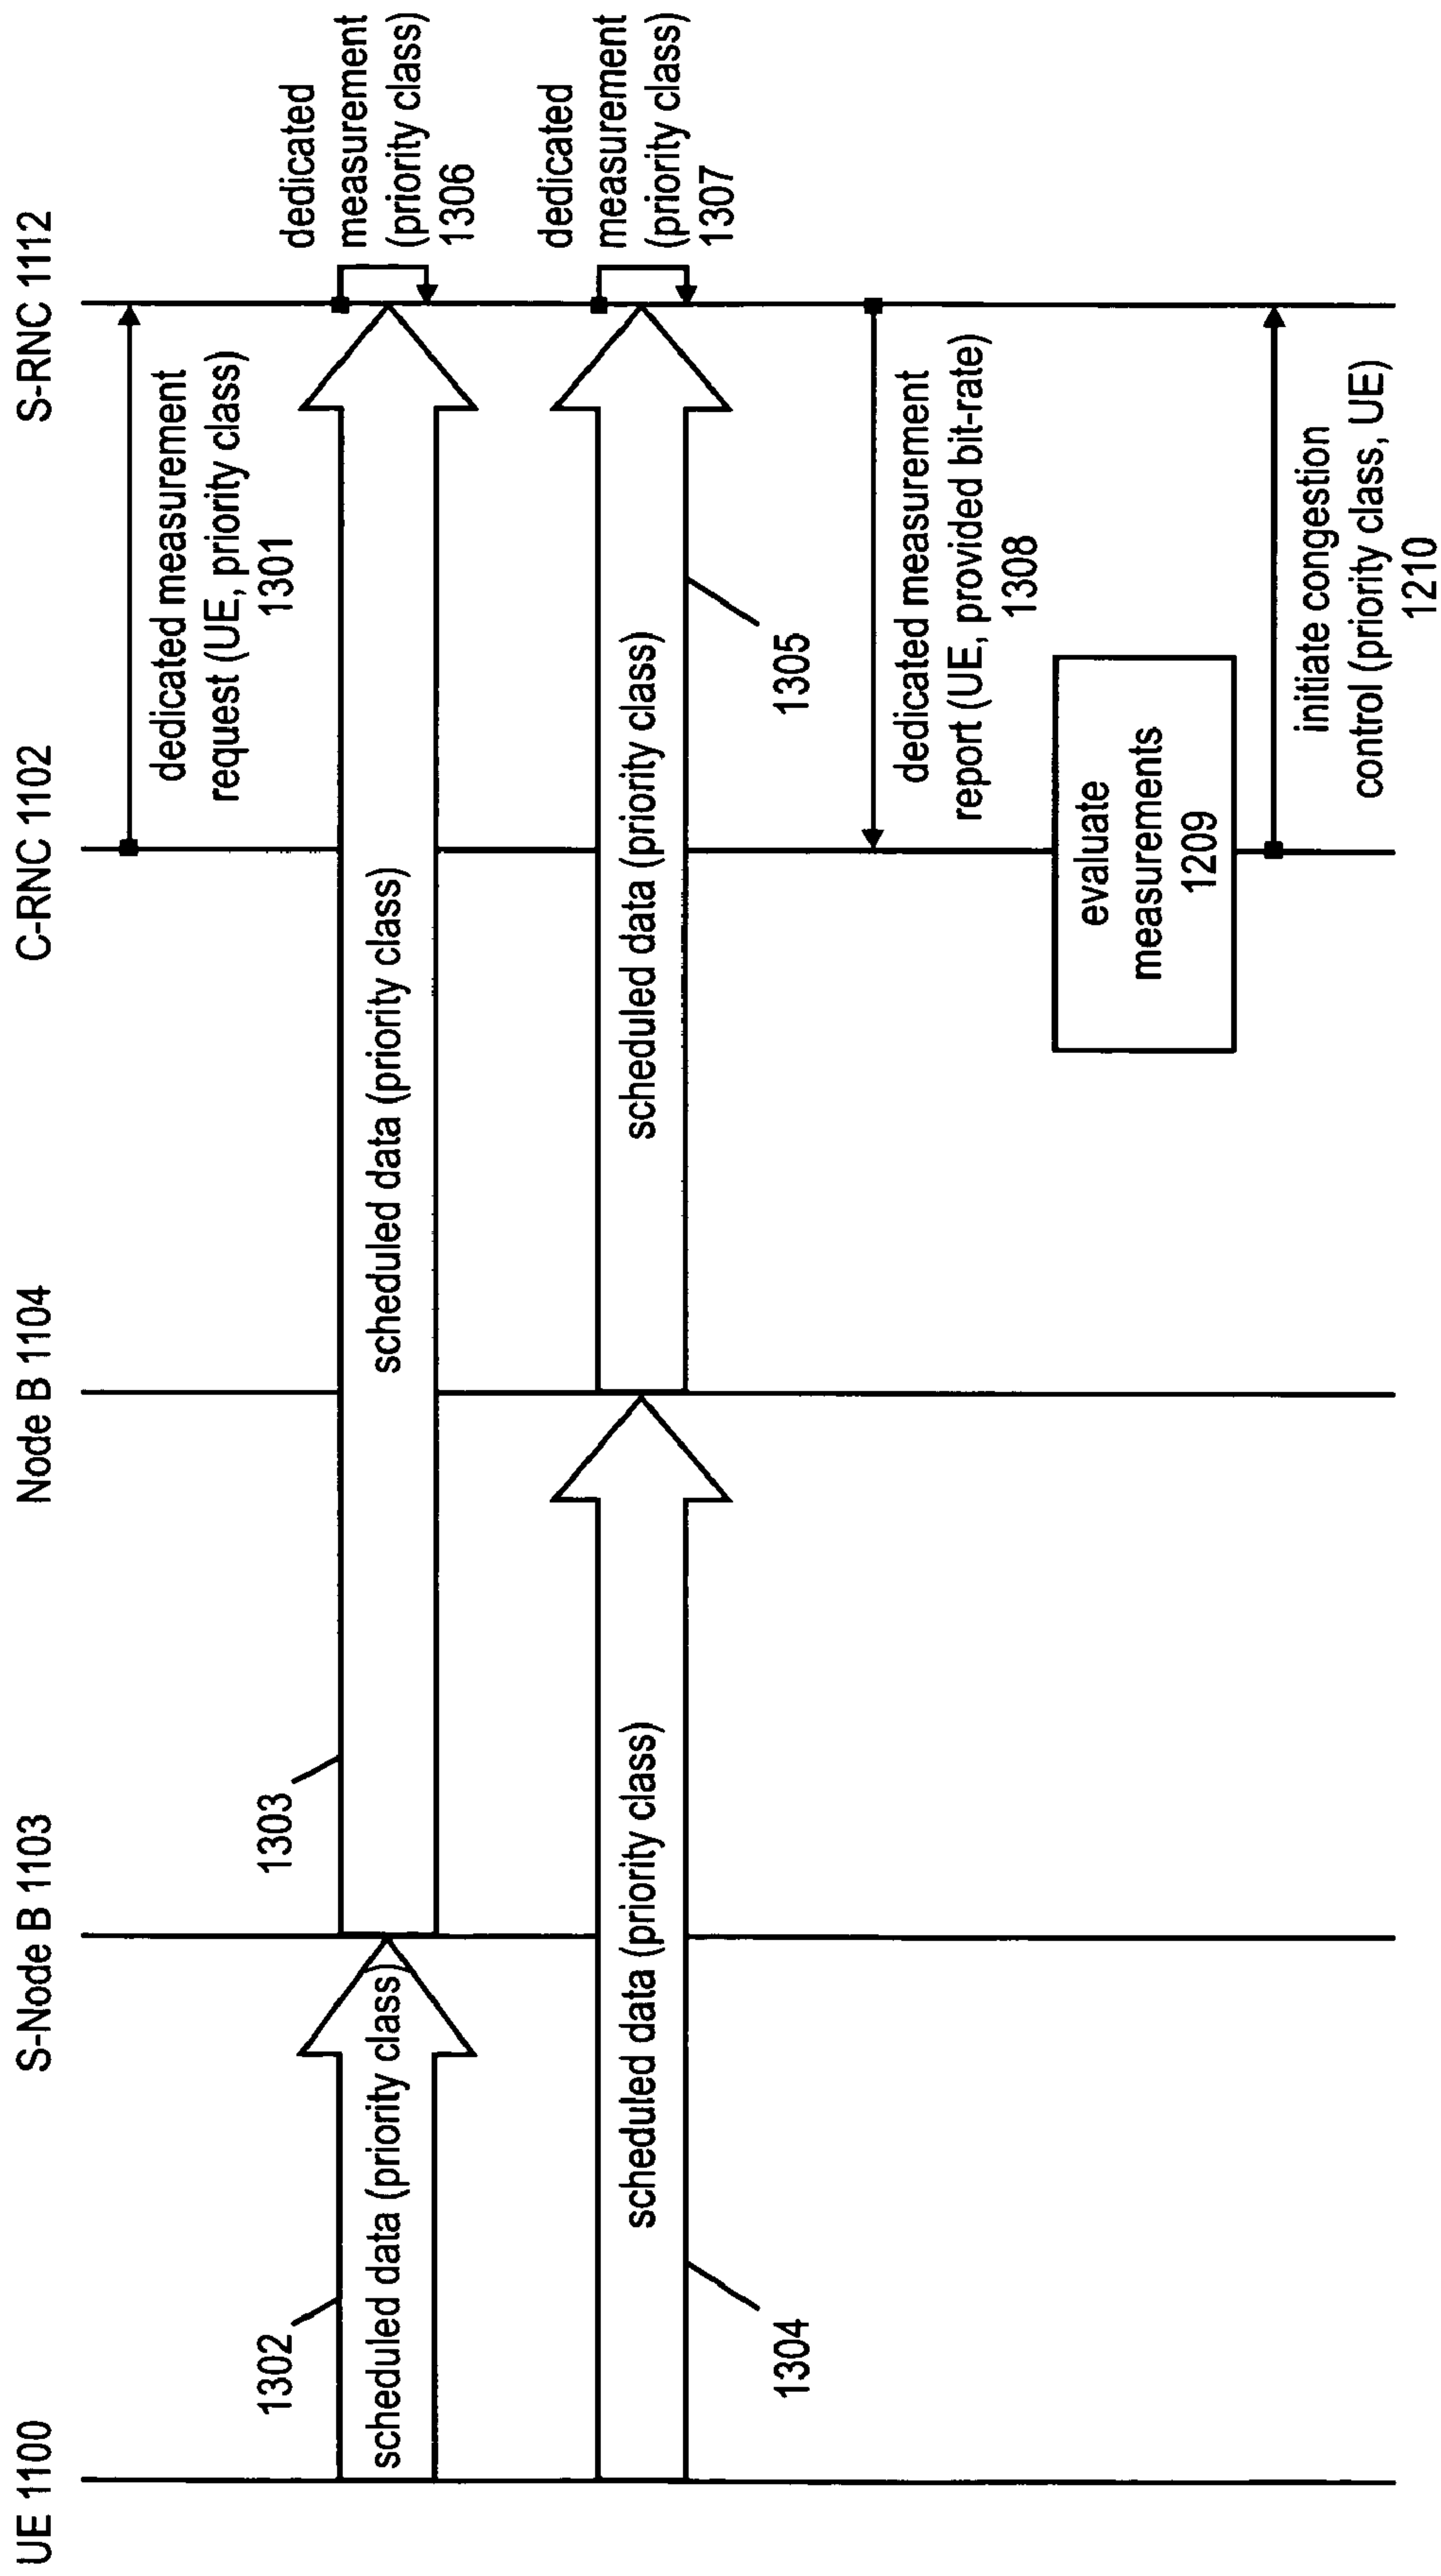 UE 1100
S-Node B 1103
Node B 1104
C-RNC 1102
S-RNC 1112
dedicated measurement
request (UE, priority class)
1301
1302
scheduled data (priority class)
1303
scheduled data (priority class)
dedicated
measurement
(priority class)
1306
scheduled data (priority class)
1304
scheduled data (priority class)
1305
dedicated
measurement
(priority class)
1307
dedicated measurement
report (UE, provided bit-rate)
1308
evaluate
measurements
1209
initiate congestion
control (priority class, UE)
1210